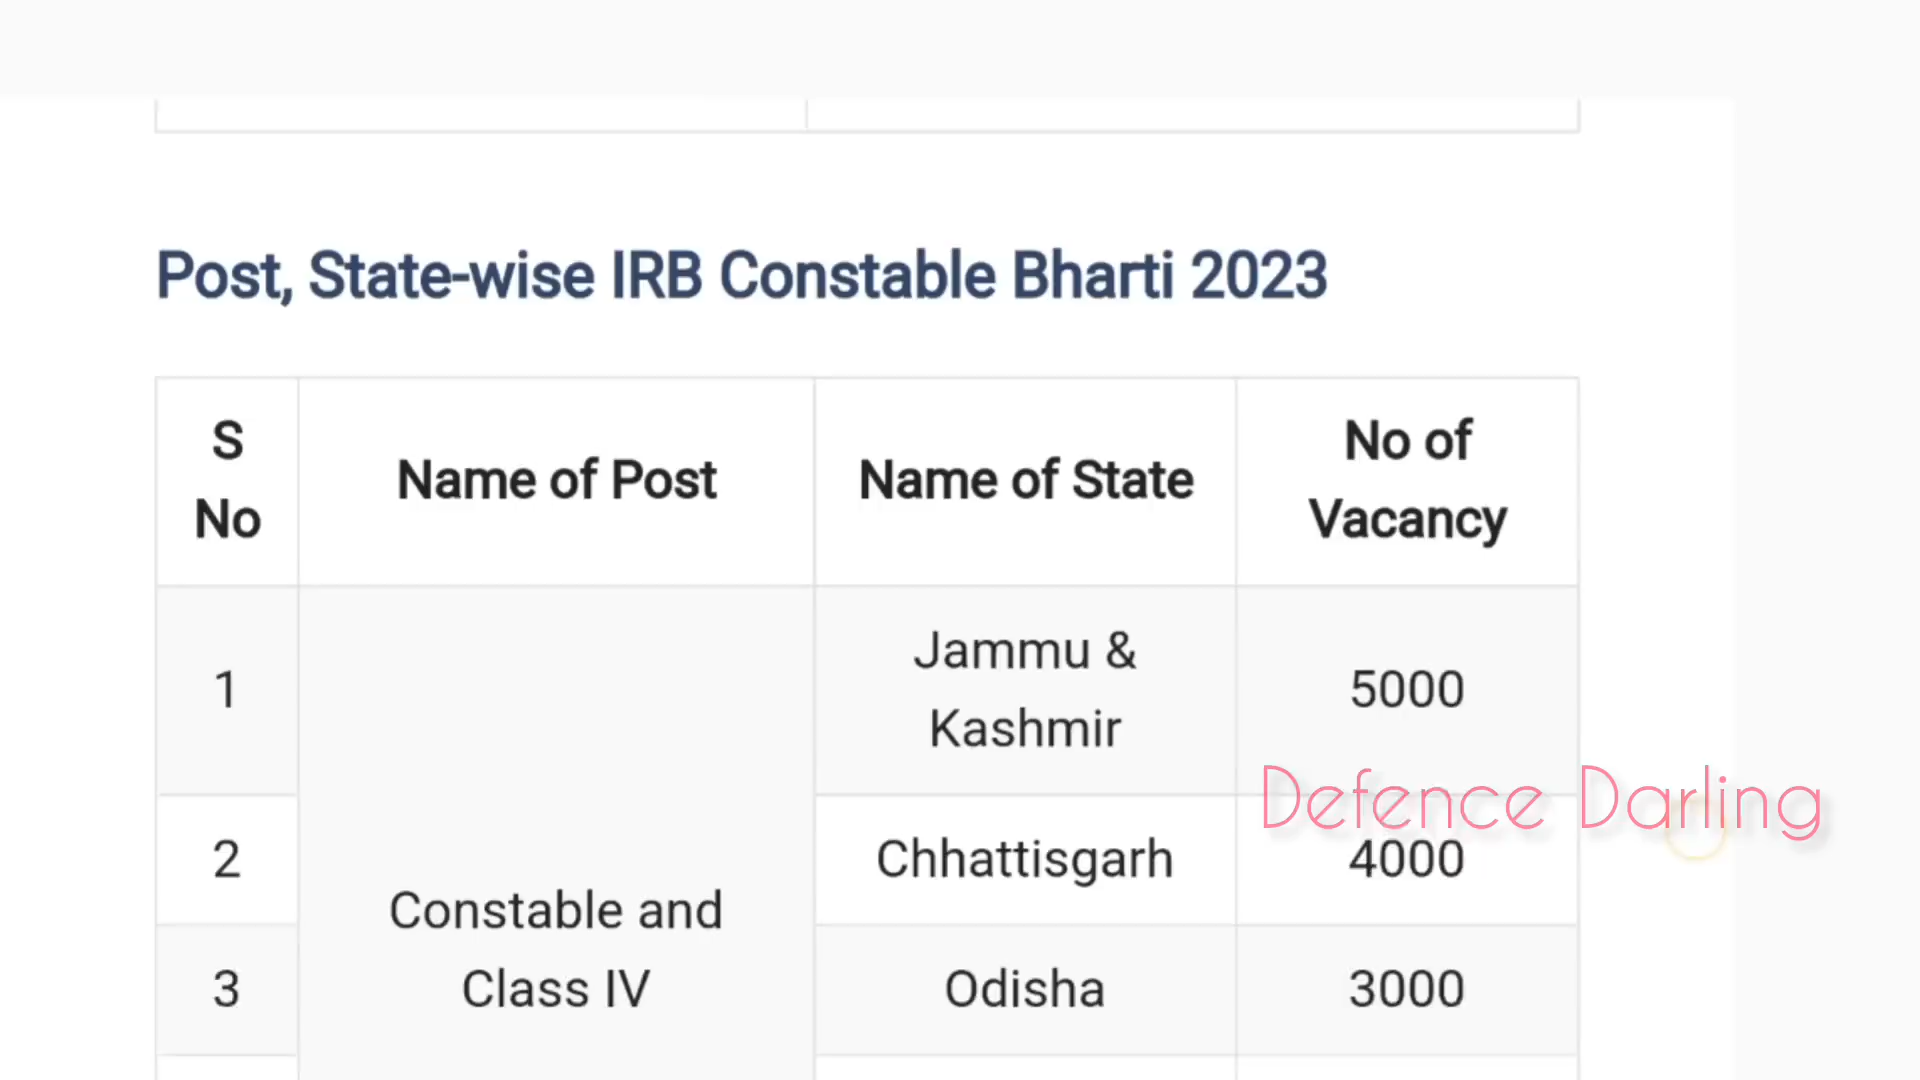 Post, State-wise IRB Constable Bharti 2023
S
No
Name of Post
Name of State
No of
Vacancy
1
Jammu &
Kashmir
5000
Defence Darling
2
Chhattisgarh
4000
Constable and
Class IV
3
Odisha
3000